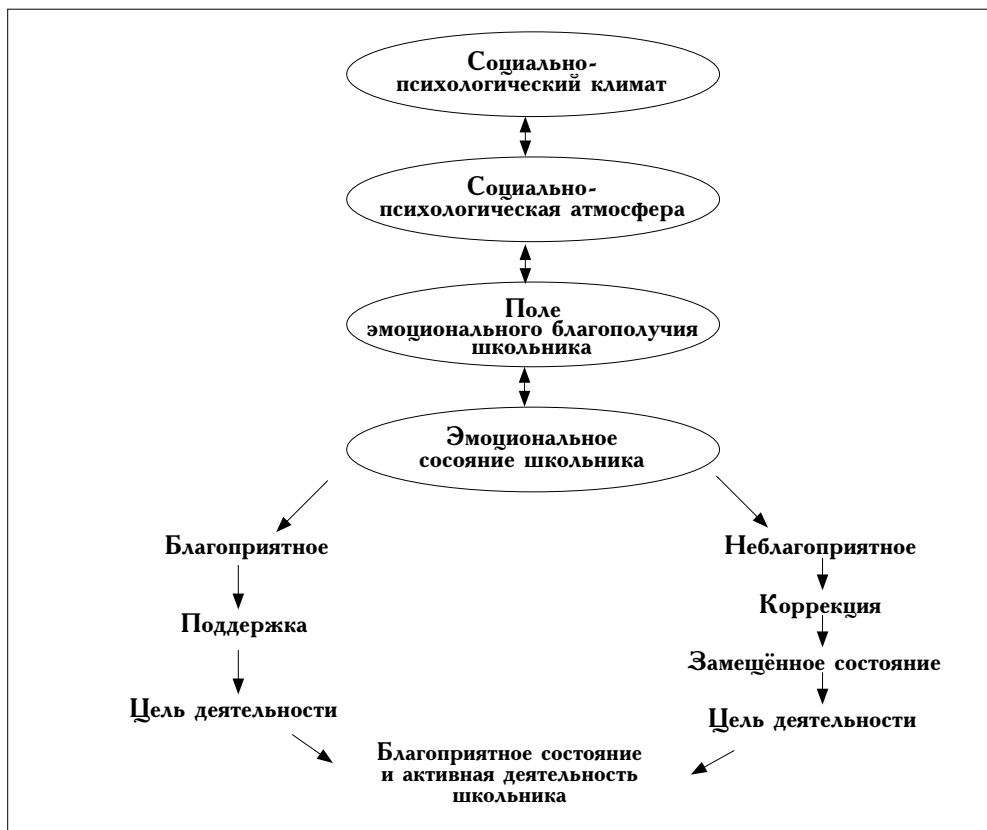 Социально-
психологический климат
Социально-
психологическая атмосфера
Поле
эмоционального благополучия
школьника
Эмоциональное
сосояние школьника
Благоприятное
Неблагоприятное
Поддержка
Коррекция
Замещённое состояние
Цель деятельности
Цель деятельности
Благоприятное состояние
и активная деятельность
школьника